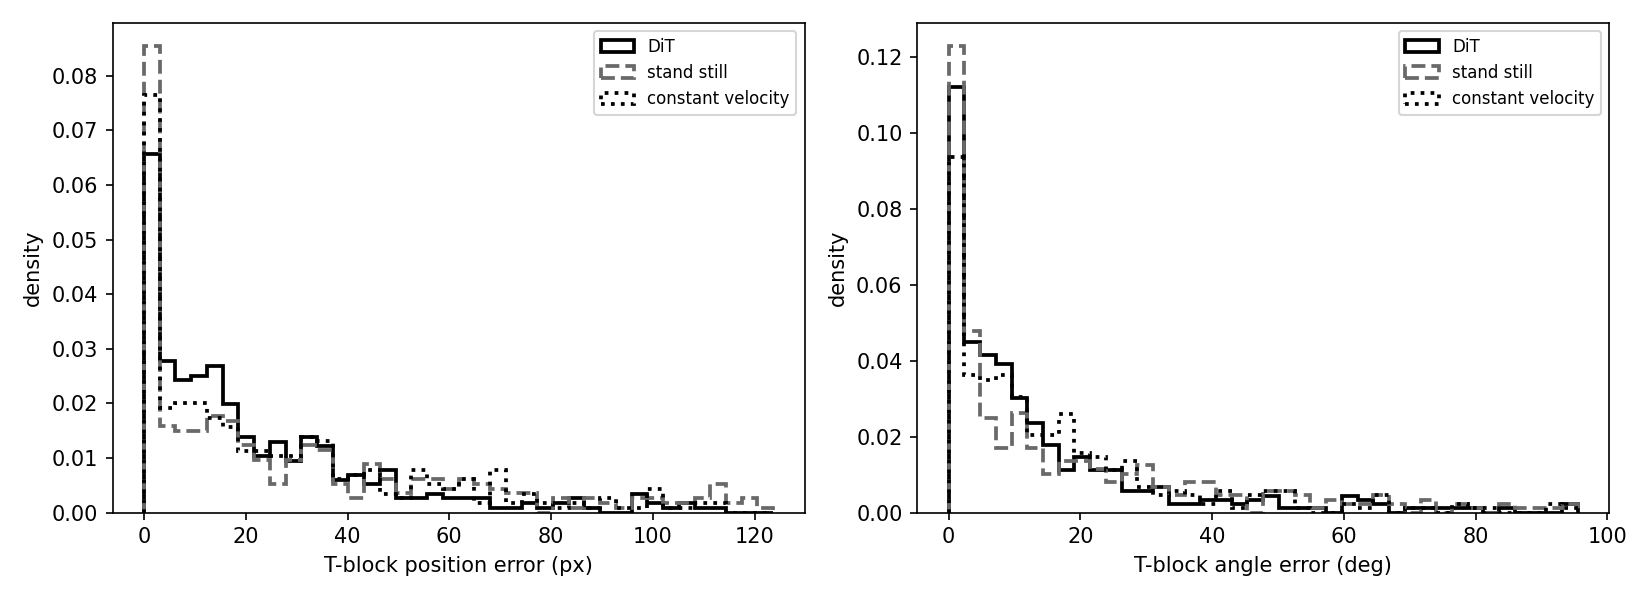 0.08
0.07
0.06
0.05
0.04
0.03
0.02
0.01
0.00
density
0
20
40
60
80
100
120
T-block position error (px)
DiT
stand still
constant velocity
0.12
0.10
0.08
0.06
0.04
0.02
0.00
density
0
20
40
60
80
100
T-block angle error (deg)
DiT
stand still
constant velocity